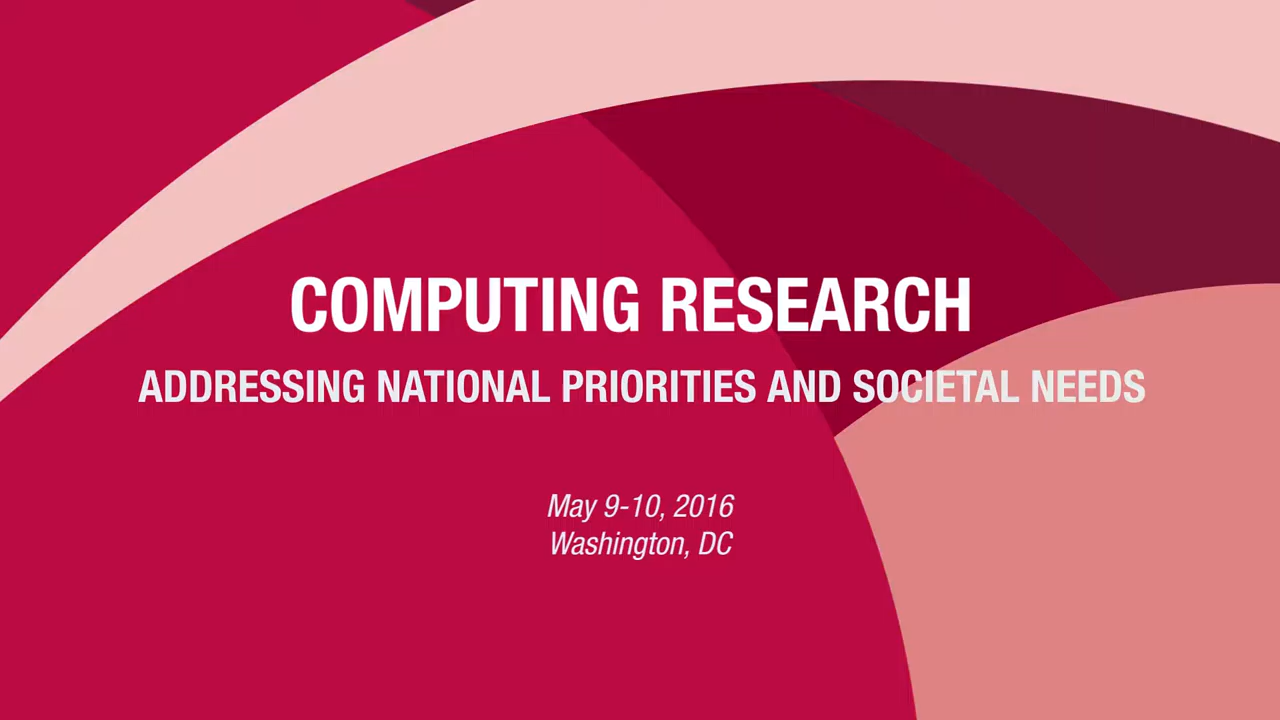 COMPUTING RESEARCH
ADDRESSING NATIONAL PRIORITIES AND SOCIETAL NEEDS
May 9-10, 2016
Washington, DC